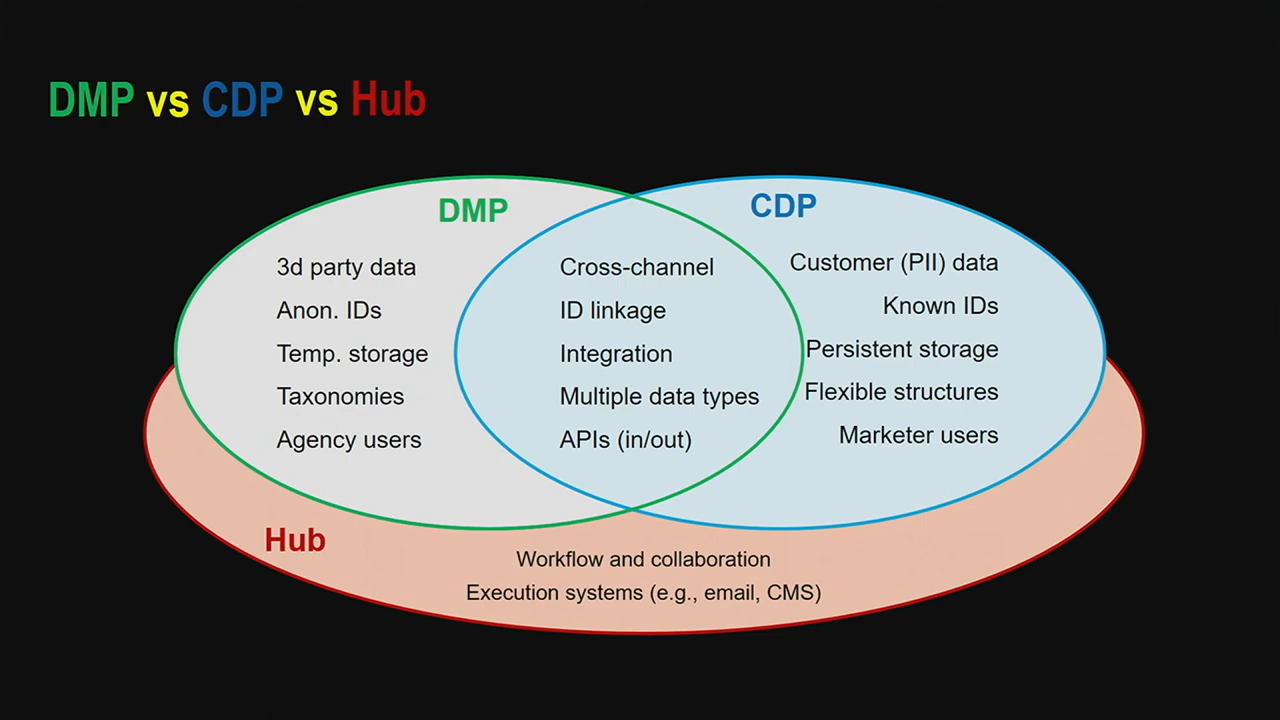 DMP vs CDP vs Hub
DMP
3d party data
Anon. IDs
Temp. storage
Taxonomies
Agency users
Cross-channel
ID linkage
Integration
Multiple data types
APIs (in/out)
CDP
Customer (PII) data
Known IDs
Persistent storage
Flexible structures
Marketer users
Hub
Workflow and collaboration
Execution systems (e.g., email, CMS)